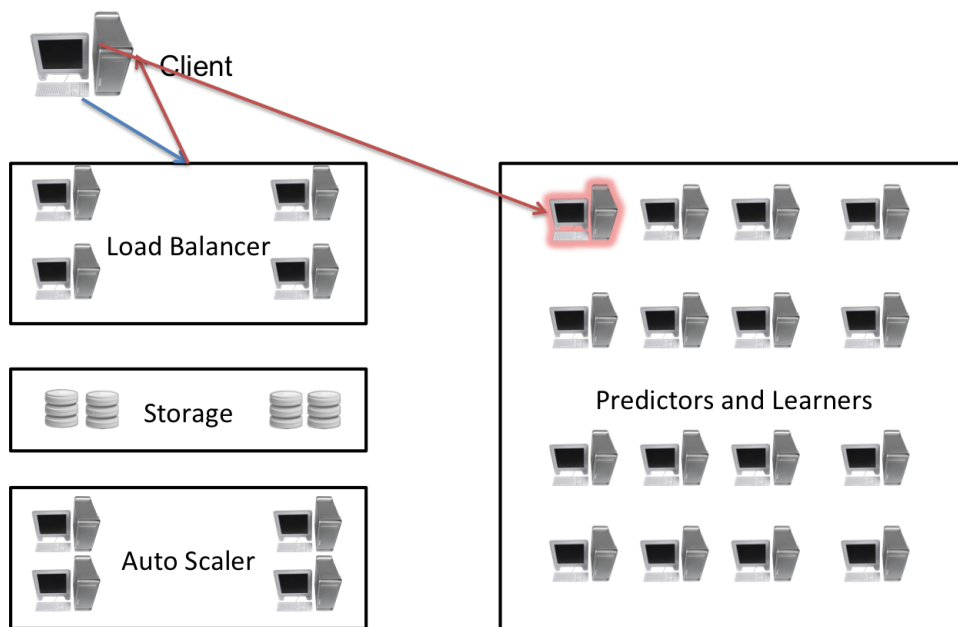 Client
Load Balancer
Storage
Predictors and Learners
Auto Scaler